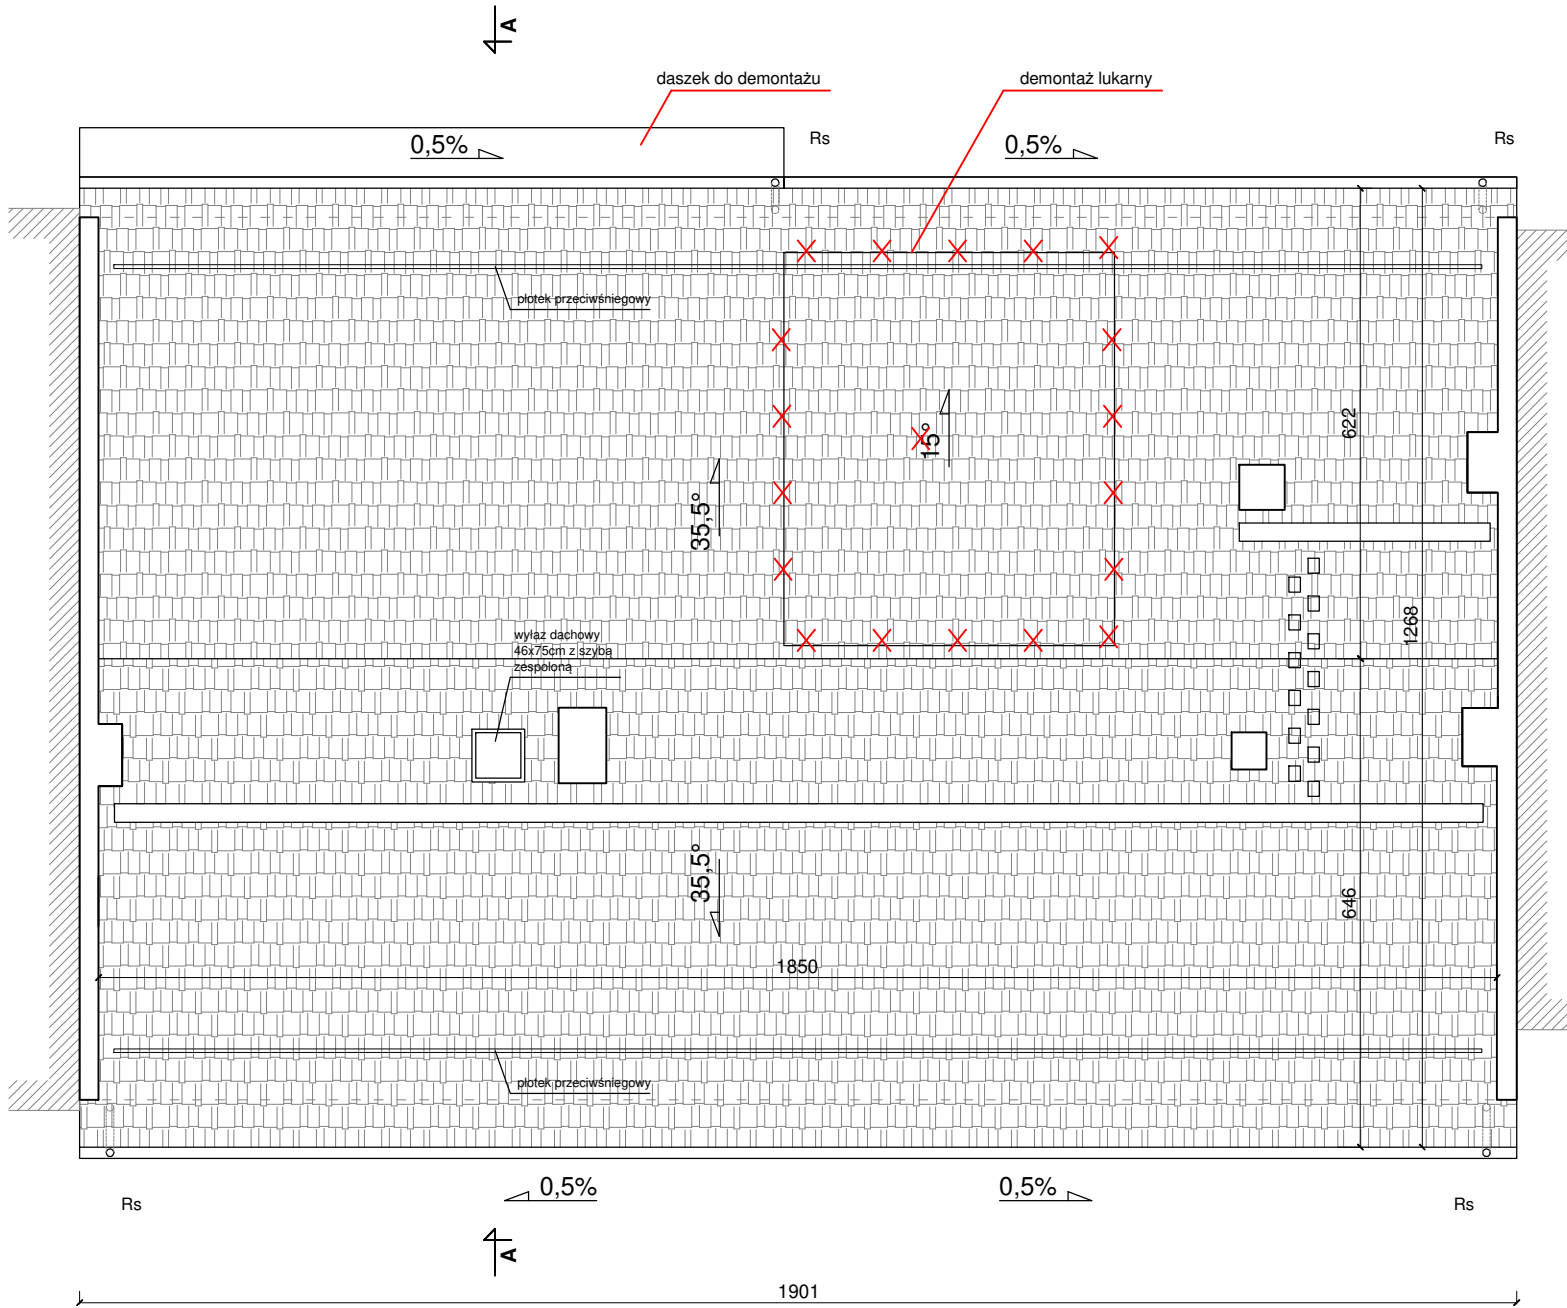 A
daszek do demontażu
demontaż lukarny
0,5%
Rs
0,5%
Rs
płotek przeciwśniegowy
622
15°
35,5°
1268
wyłaz dachowy
46x75cm z szybą
zespoloną
35,5°
646
1850
płotek przeciwśniegowy
0,5%
0,5%
Rs
Rs
A
1901